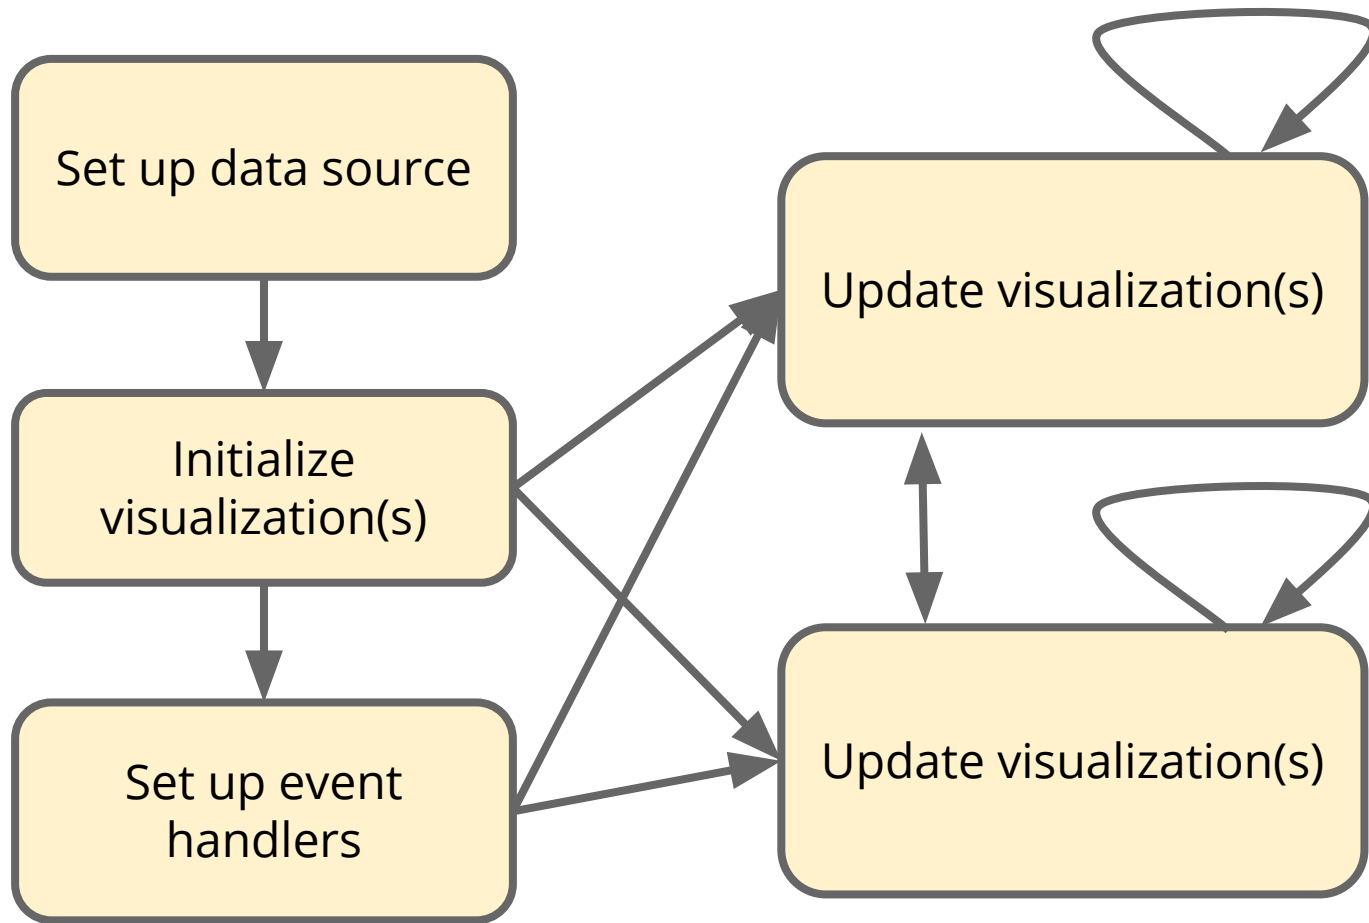 Set up data source
Update visualization(s)
Initialize
visualization(s)
Set up event
handlers
Update visualization(s)